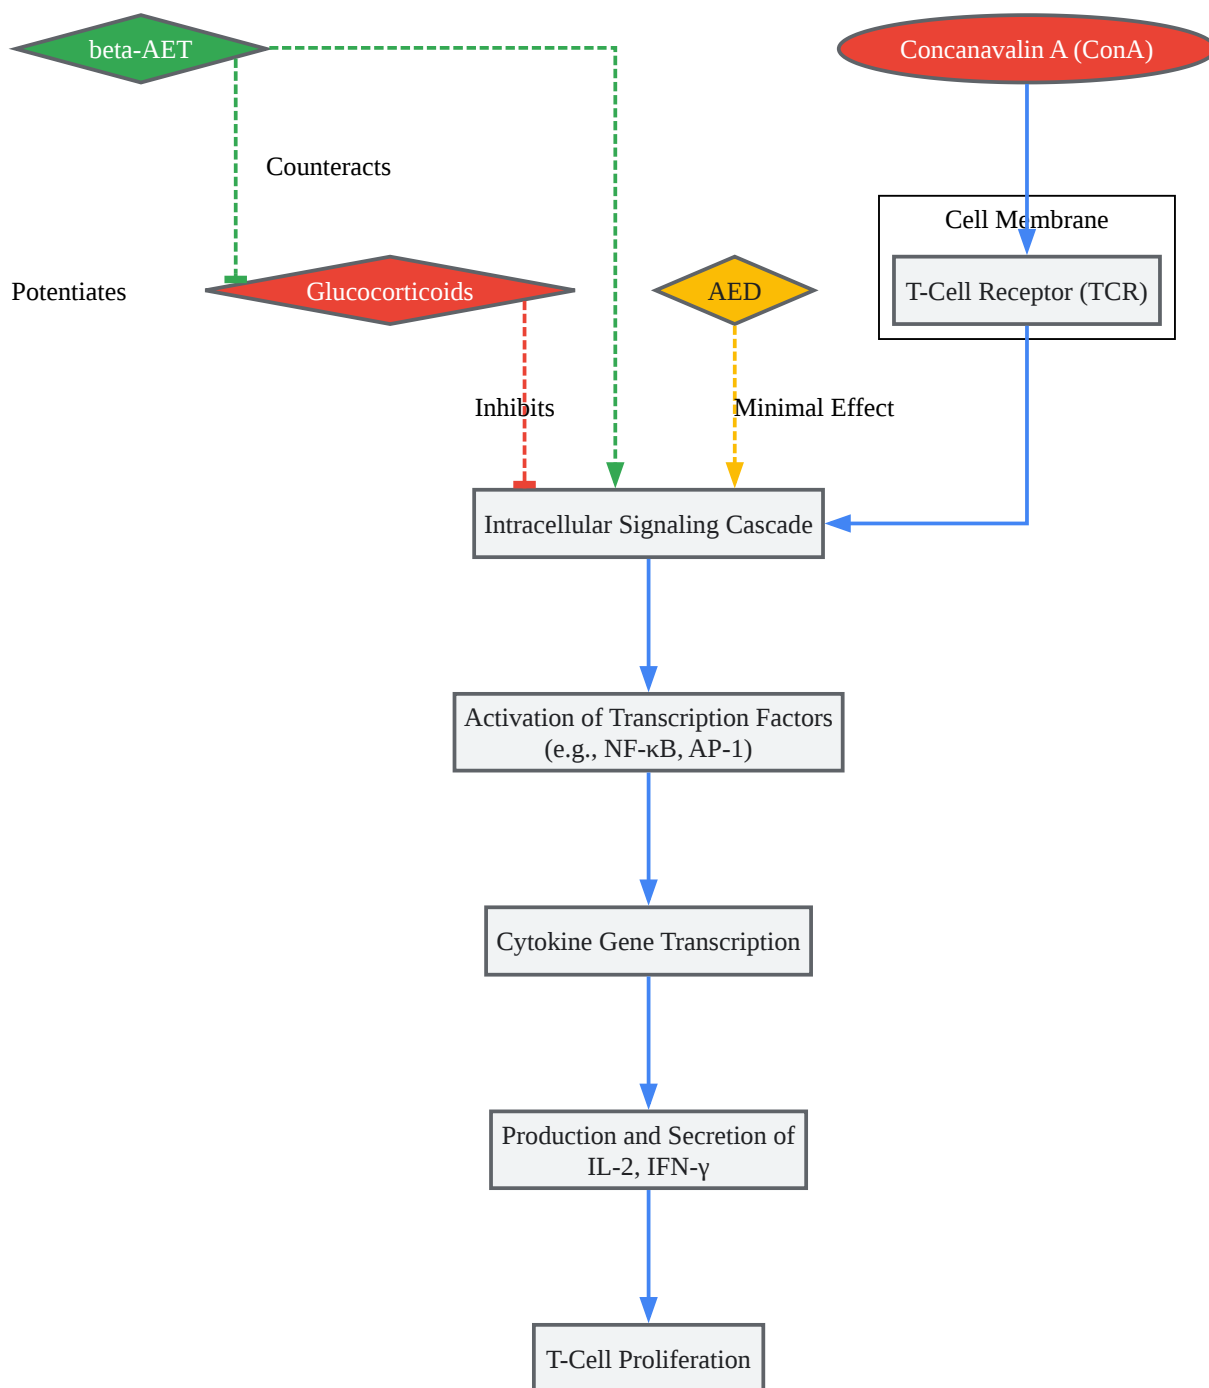 beta-AET
Concanavalin A (ConA)
Counteracts
Cell Membrane
Potentiates
Glucocorticoids
AED
T-Cell Receptor (TCR)
Inhibits
Minimal Effect
Intracellular Signaling Cascade
Activation of Transcription Factors
(e.g., NF-κB, AP-1)
Cytokine Gene Transcription
Production and Secretion of
IL-2, IFN-γ
T-Cell Proliferation